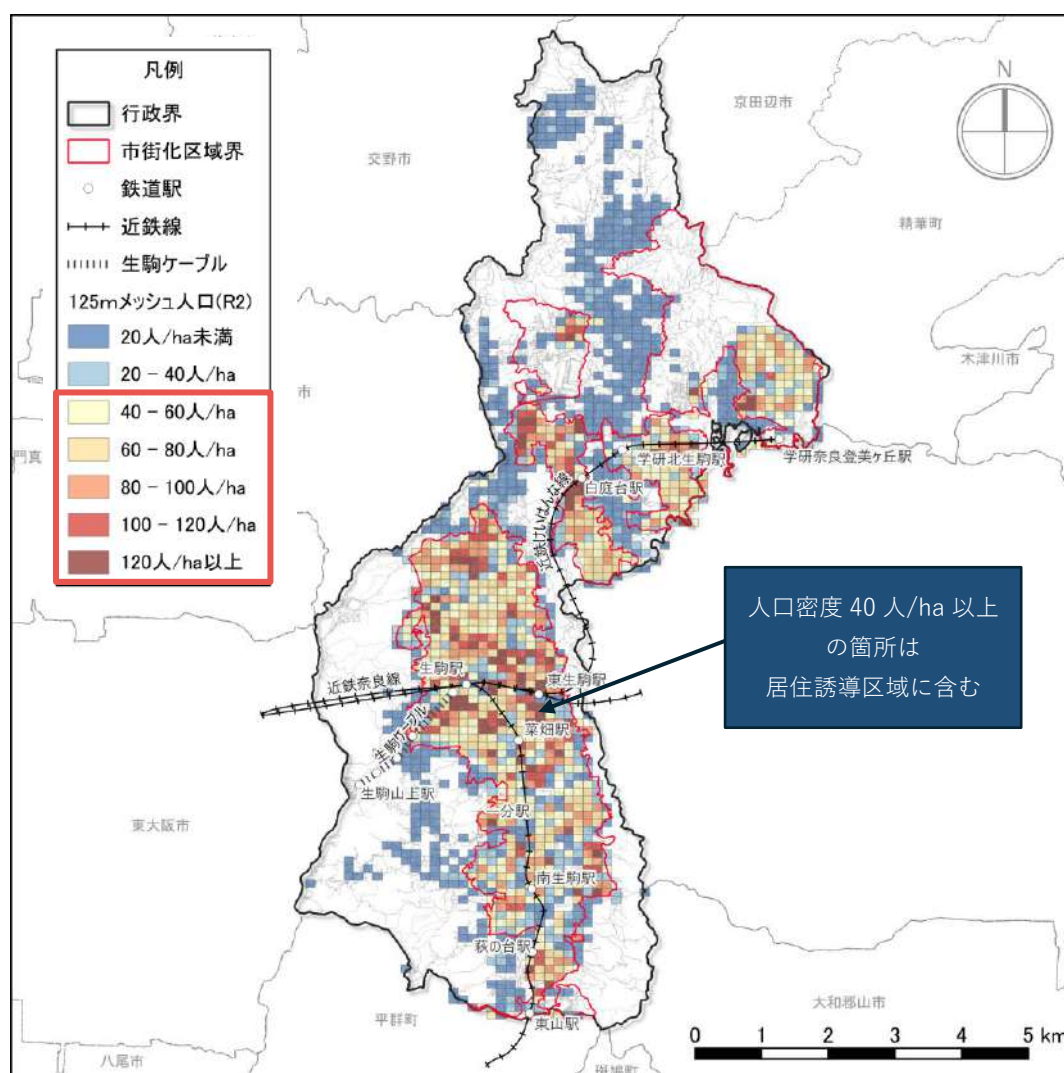 凡例
行政界
市街化区域界
鉄道駅
近鉄線
生駒ケーブル
125mメッシュ人口(R2)
20人/ha未満
20 - 40人/ha
40 - 60人/ha
60 - 80人/ha
80 - 100人/ha
100 - 120人/ha
120人/ha以上
N
京田辺市
交野市
精華町
木津川市
市
門真
学研北生駒駅
学研奈良登美ヶ丘駅
白庭台駅
近鉄けいはんな線
人口密度 40 人/ha 以上
の箇所は
居住誘導区域に含む
生駒駅
近鉄奈良線
東生駒駅
菜畑駅
生駒ケーブル
生駒山上駅
一分駅
東大阪市
南生駒駅
萩の台駅
大和郡山市
平群町
東山駅
0 1 2 3 4 5 km
八尾市
斑鳩町